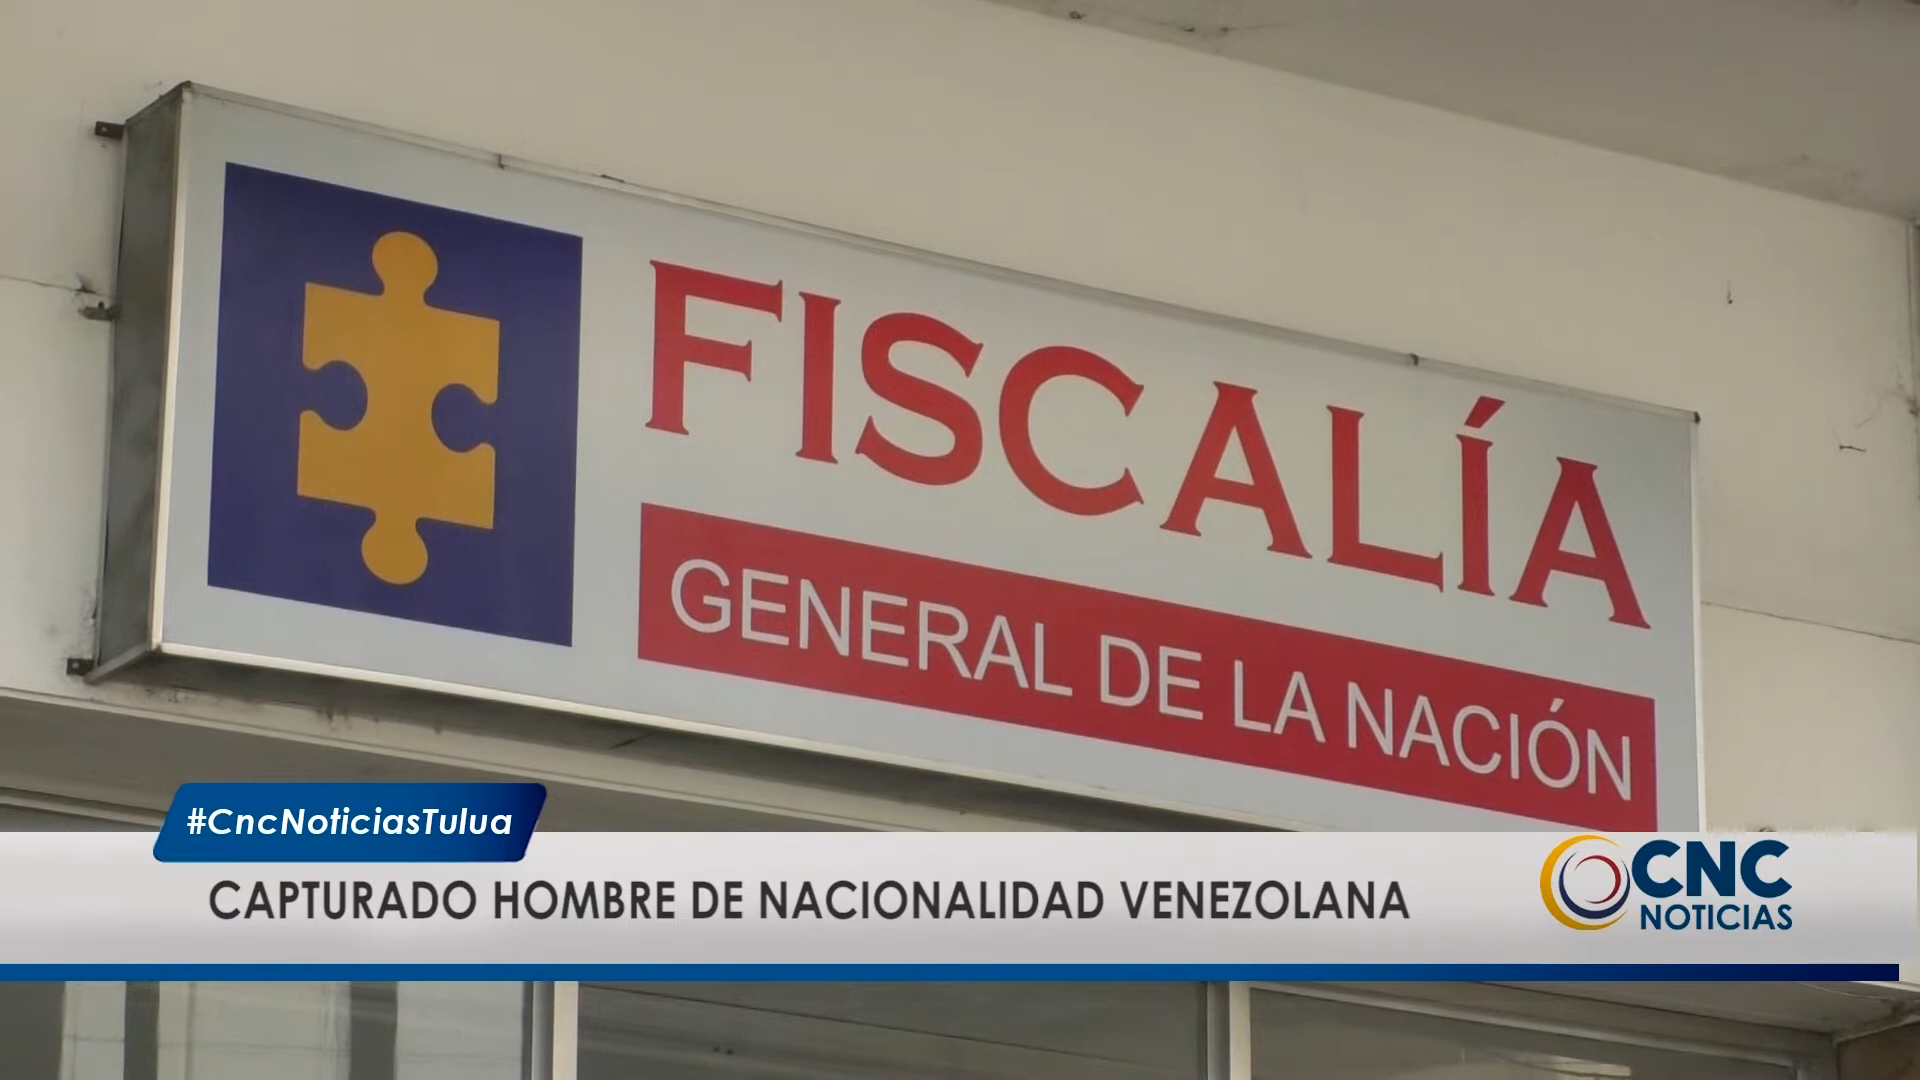 FISCALÍA
GENERAL DE LA NACIÓN
#CncNoticiasTulua
CAPTURADO HOMBRE DE NACIONALIDAD VENEZOLANA
CNC
NOTICIAS